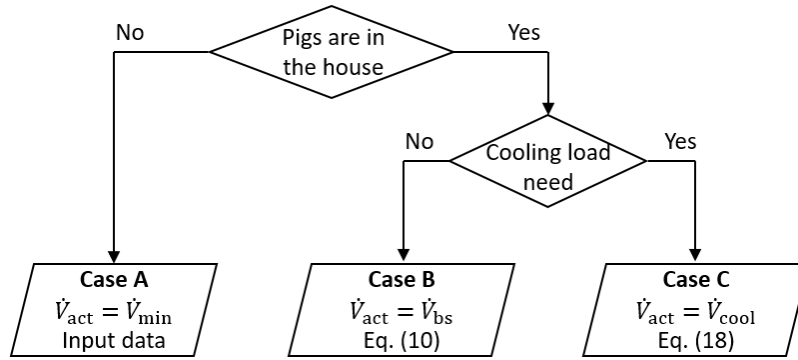 No
Pigs are in
the house
Yes
No
Cooling load
need
Yes
Case A
V̇act = V̇min
Input data
Case B
V̇act = V̇bs
Eq. (10)
Case C
V̇act = V̇cool
Eq. (18)